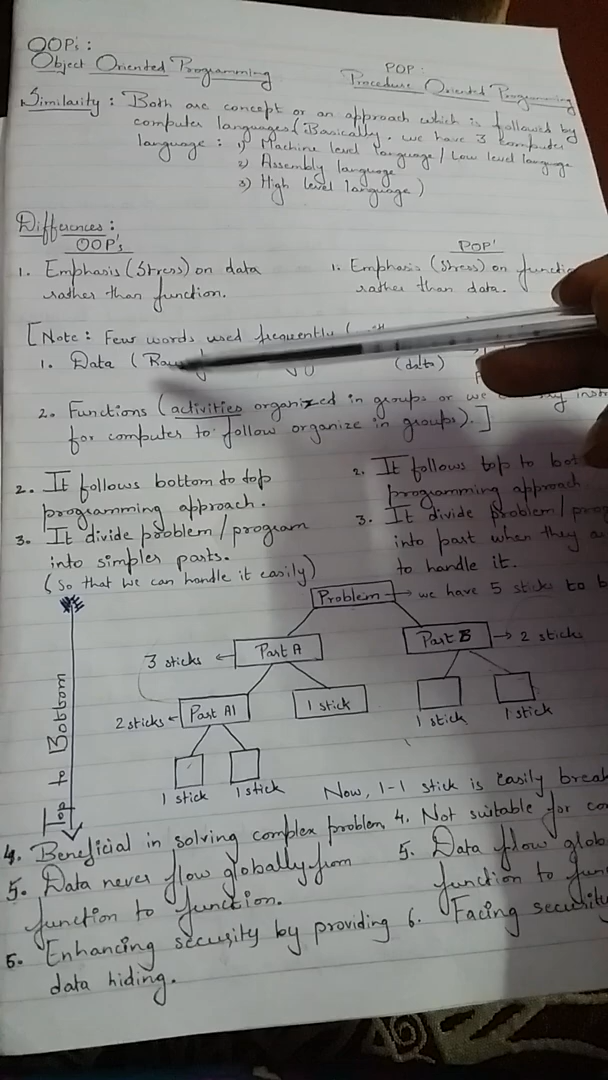 OOPs:
Object Oriented Programming
POP:
Procedure Oriented Programming
Similarity: Both are concept or an approach which is followed by
computer languages (Basically, we have 3 computer
language: 1) Machine level language / Low level language
2) Assembly language
3) High level language)
Differences:
OOP's
1. Emphasis (Stress) on data
rather than function.
POP'
1. Emphasis (Stress) on
rather than data.
[Note: Few words used frequently
1. Data (
(data)
2. Functions (activities organized in groups or we
for computer to follow organize in groups).]
2. It follows bottom to top
programming approach.
3. It divide problem / program
into simpler parts.
(So that we can handle it easily)
2. It follows top to
programming approach
3. It divide problem /
into part when they
to handle it.
Problem → we have 5 sticks to
3 sticks ← Part A
Part B → 2 sticks
2 sticks ← Part A1
1 stick
1 stick
1 stick
1 stick
1 stick
Top to Bottom
Now, 1-1 stick is easily
4. Beneficial in solving complex problem
4. Not suitable for
5. Data never flow globally from
function to function.
5. Data flow
function to
6. Enhancing security by providing
data hiding.
6. Facing security